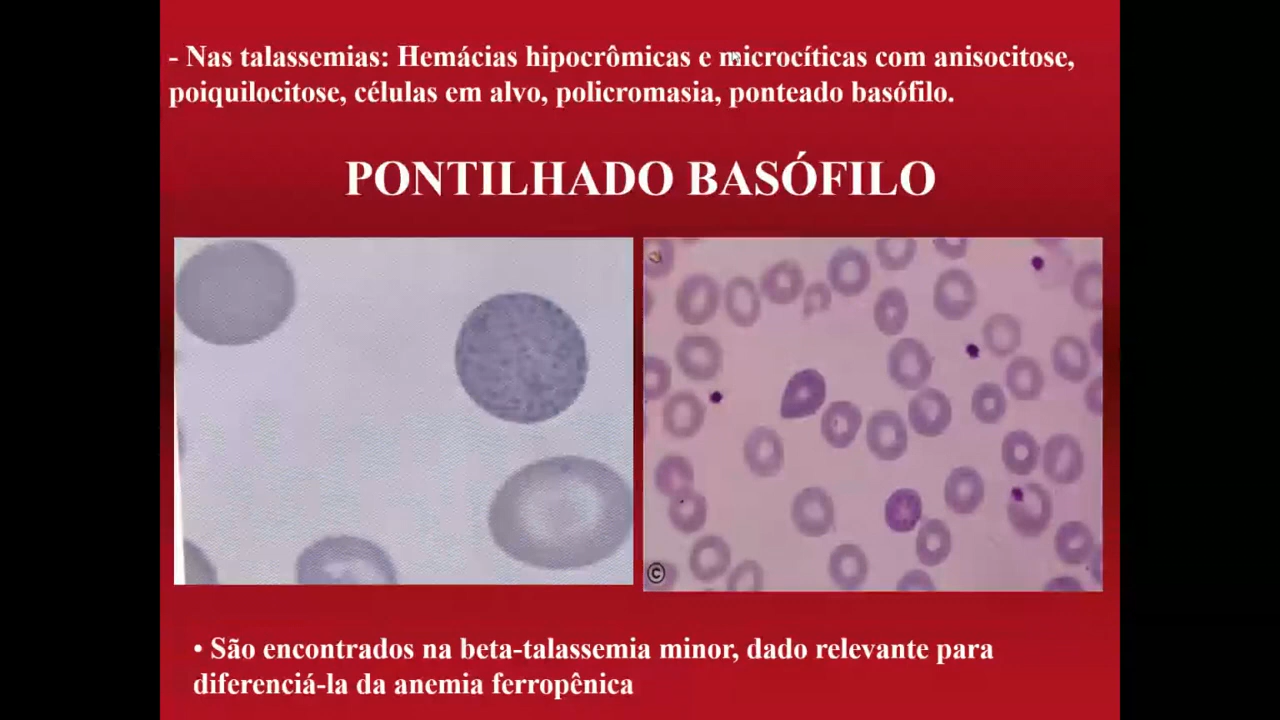 - Nas talassemias: Hemácias hipocrômicas e microcíticas com anisocitose,
poiquilocitose, células em alvo, policromasia, ponteado basófilo.
PONTILHADO BASÓFILO
©
• São encontrados na beta-talassemia minor, dado relevante para
diferenciá-la da anemia ferropênica